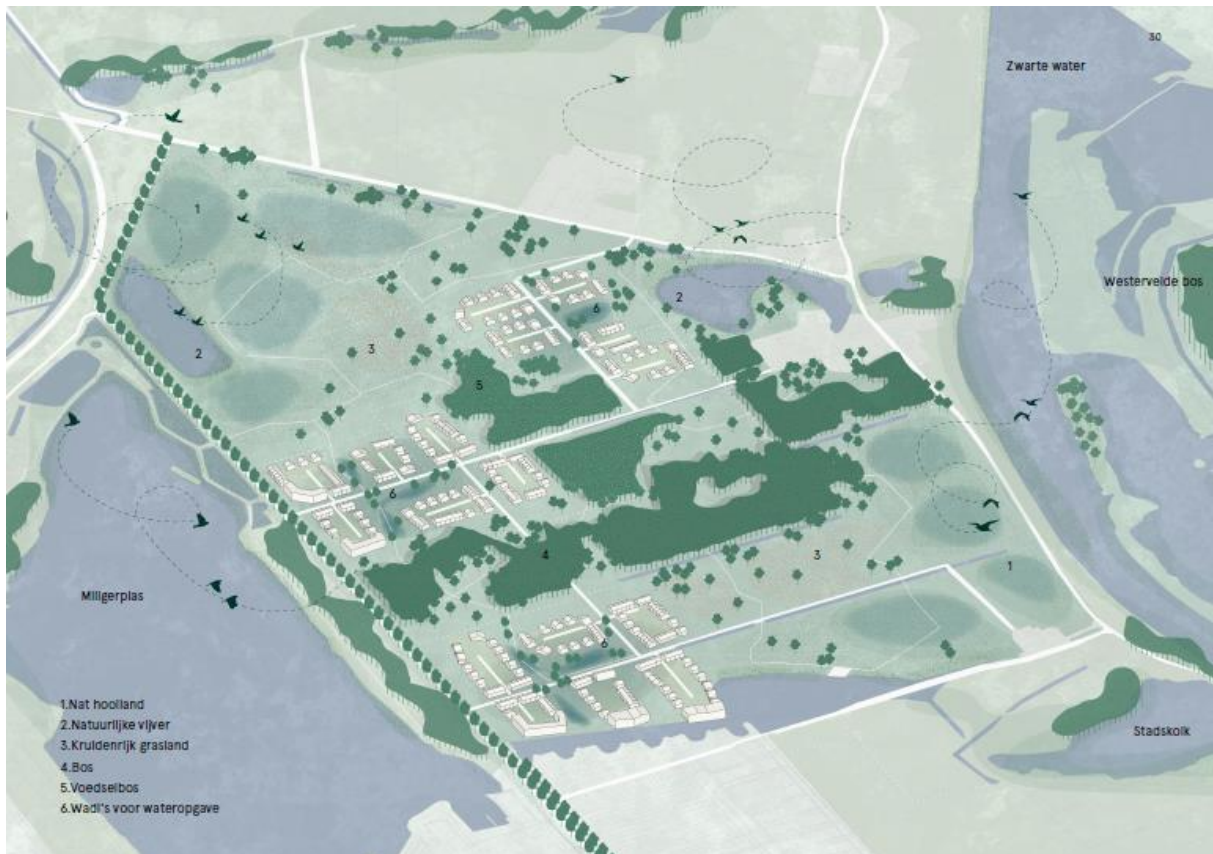 30
Zwarte water
1
Westervelde bos
6
2
3
2
5
6
4
3
1
Milligerplas
6
1.Nat hooiland
2.Natuurlijke vijver
3.Kruidenrijk grasland
4.Bos
5.Voedselbos
6.Wadi's voor wateropgave
Stadskolk